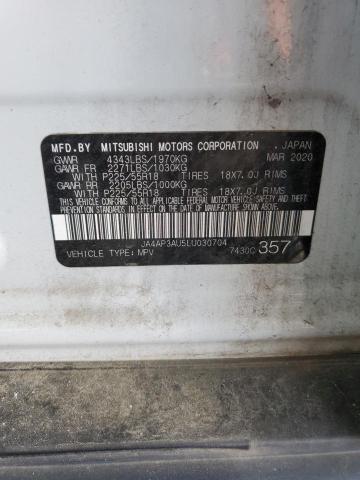 MFD.BY MITSUBISHI MOTORS CORPORATION , JAPAN
GVWR 4343LBS/1970KG MAR 2020
GAWR FR 2271LBS/1030KG
WITH P225/55R18 TIRES 18X7.0J RIMS
GAWR RR 2205LBS/1000KG
WITH P225/55R18 TIRES 18X7.0J RIMS
THIS VEHICLE CONFORMS TO ALL APPLICABLE FEDERAL MOTOR
VEHICLE SAFETY AND THEFT PREVENTION STANDARDS IN
EFFECT ON THE DATE OF MANUFACTURE SHOWN ABOVE.
JA4AP3AU5LU030704
VEHICLE TYPE:MPV 7430C 357